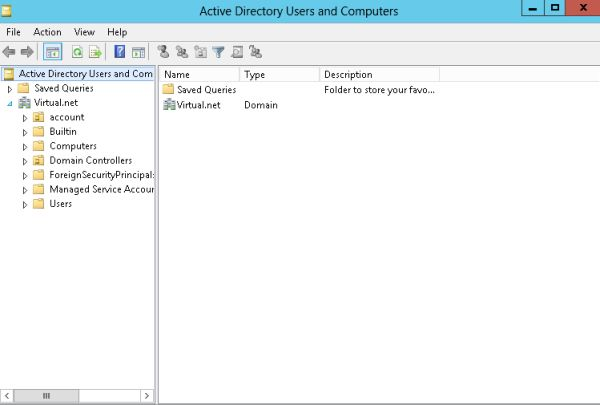 Active Directory Users and Computers
File Action View Help
Active Directory Users and Com
Saved Queries
Virtual.net
account
Builtin
Computers
Domain Controllers
ForeignSecurityPrincipals
Managed Service Accour
Users
Name Type Description
Saved Queries Folder to store your favo...
Virtual.net Domain